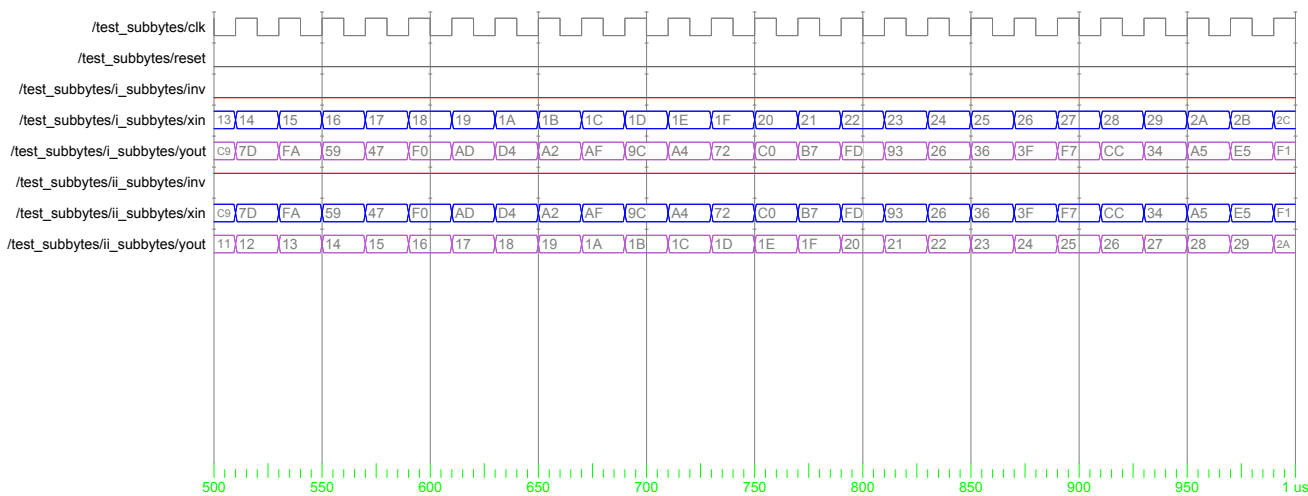 /test_subbytes/clk
/test_subbytes/reset
/test_subbytes/i_subbytes/inv
/test_subbytes/i_subbytes/xin 13 14 15 16 17 18 19 1A 1B 1C 1D 1E 1F 20 21 22 23 24 25 26 27 28 29 2A 2B 2C
/test_subbytes/i_subbytes/yout C9 7D FA 59 47 F0 AD D4 A2 AF 9C A4 72 C0 B7 FD 93 26 36 3F F7 CC 34 A5 E5 F1
/test_subbytes/ii_subbytes/inv
/test_subbytes/ii_subbytes/xin C9 7D FA 59 47 F0 AD D4 A2 AF 9C A4 72 C0 B7 FD 93 26 36 3F F7 CC 34 A5 E5 F1
/test_subbytes/ii_subbytes/yout 11 12 13 14 15 16 17 18 19 1A 1B 1C 1D 1E 1F 20 21 22 23 24 25 26 27 28 29 2A
500 550 600 650 700 750 800 850 900 950 1 us